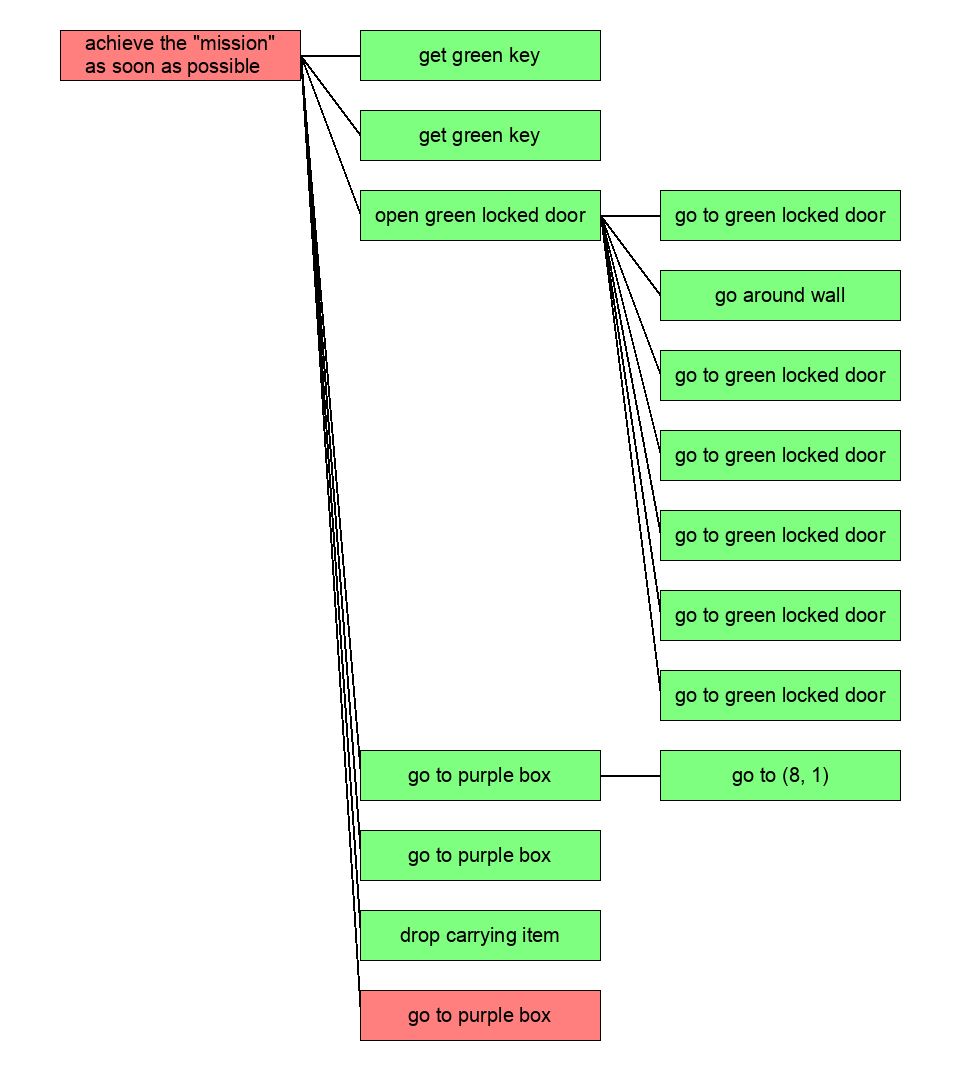 achieve the "mission"
as soon as possible
get green key
get green key
open green locked door
go to green locked door
go around wall
go to green locked door
go to green locked door
go to green locked door
go to green locked door
go to green locked door
go to purple box
go to (8, 1)
go to purple box
drop carrying item
go to purple box